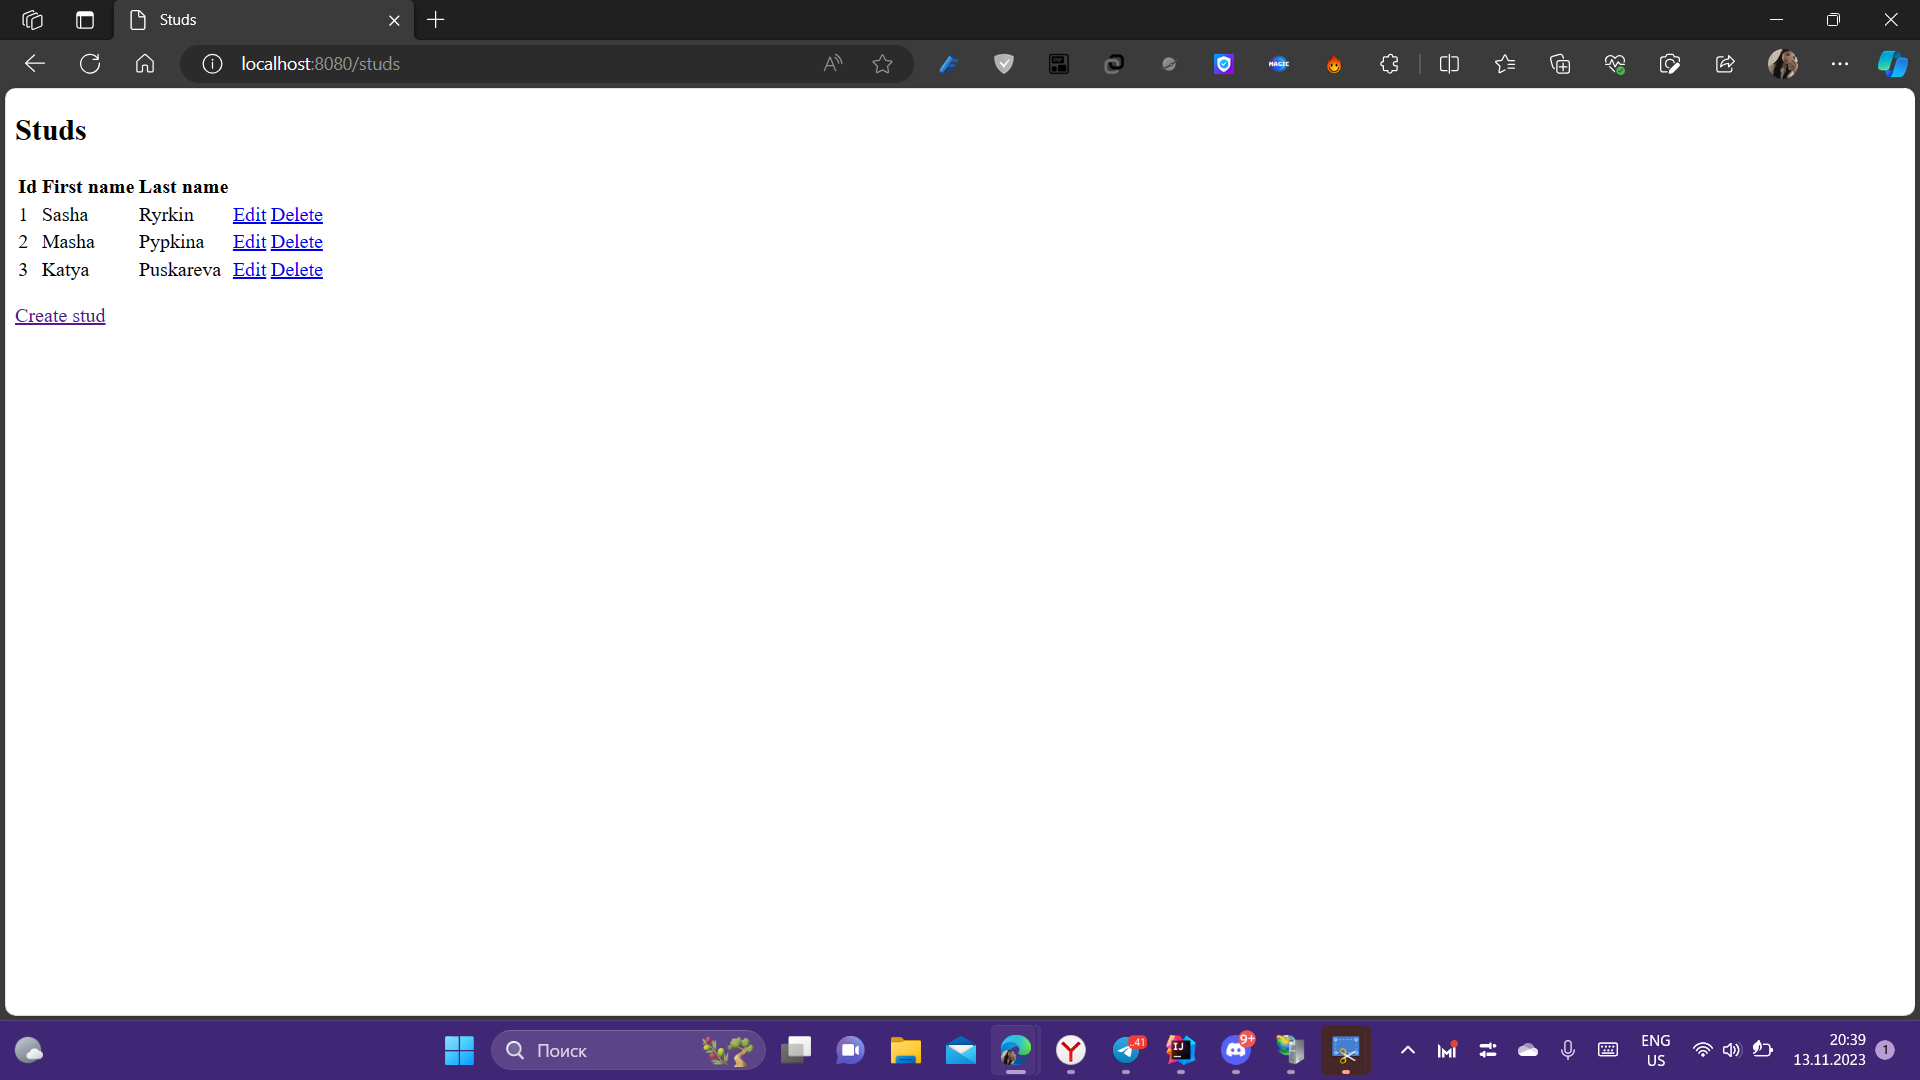 Studs
localhost:8080/studs
MAGIC
Studs
Id First name Last name
1 Sasha Ryrkin Edit Delete
2 Masha Pypkina Edit Delete
3 Katya Puskareva Edit Delete
Create stud
Поиск
41
IJ
9+
ENG
US
20:39
13.11.2023
1